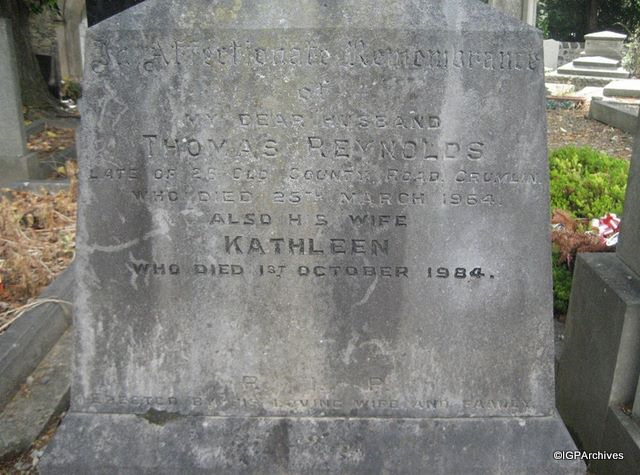 In Affectionate Remembrance
of
MY DEAR HUSBAND
THOMAS REYNOLDS
LATE OF 26 OLD COUNTY ROAD, CRUMLIN,
WHO DIED 25TH MARCH 1964.
ALSO HIS WIFE
KATHLEEN
WHO DIED 1ST OCTOBER 1984.
R. I. P.
ERECTED BY HIS LOVING WIFE AND FAMILY
©IGPArchives